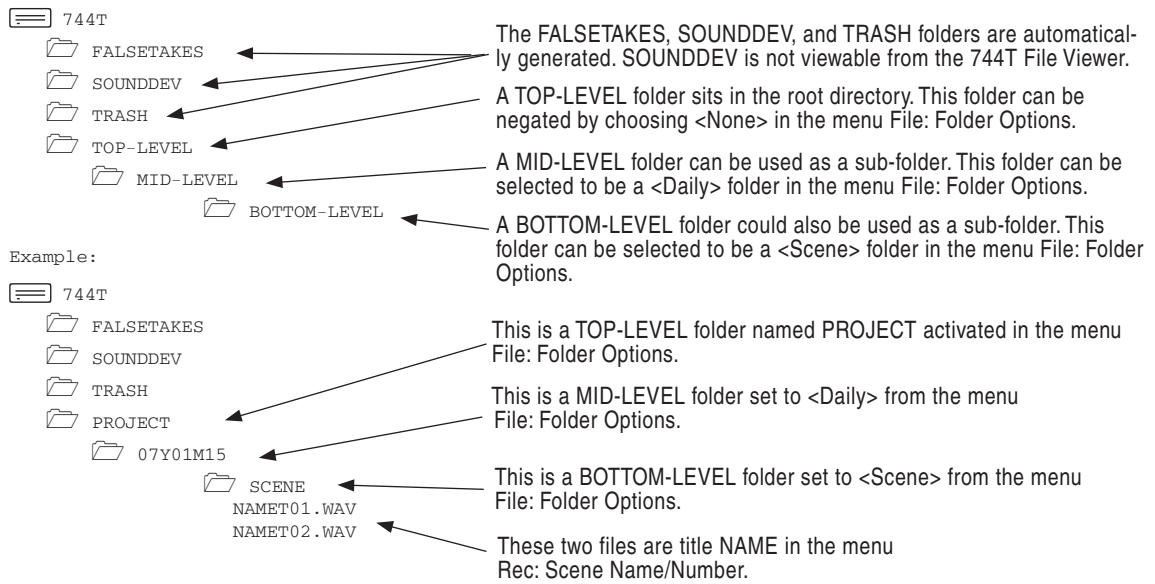 744T
FALSETAKES
SOUNDDEV
TRASH
TOP-LEVEL
MID-LEVEL
BOTTOM-LEVEL
The FALSETAKES, SOUNDDEV, and TRASH folders are automatical-
ly generated. SOUNDDEV is not viewable from the 744T File Viewer.
A TOP-LEVEL folder sits in the root directory. This folder can be
negated by choosing <None> in the menu File: Folder Options.
A MID-LEVEL folder can be used as a sub-folder. This folder can be
selected to be a <Daily> folder in the menu File: Folder Options.
A BOTTOM-LEVEL folder could also be used as a sub-folder. This
folder can be selected to be a <Scene> folder in the menu File: Folder
Options.
Example:
744T
FALSETAKES
SOUNDDEV
TRASH
PROJECT
07Y01M15
SCENE
NAMET01.WAV
NAMET02.WAV
This is a TOP-LEVEL folder named PROJECT activated in the menu
File: Folder Options.
This is a MID-LEVEL folder set to <Daily> from the menu
File: Folder Options.
This is a BOTTOM-LEVEL folder set to <Scene> from the menu
File: Folder Options.
These two files are title NAME in the menu
Rec: Scene Name/Number.